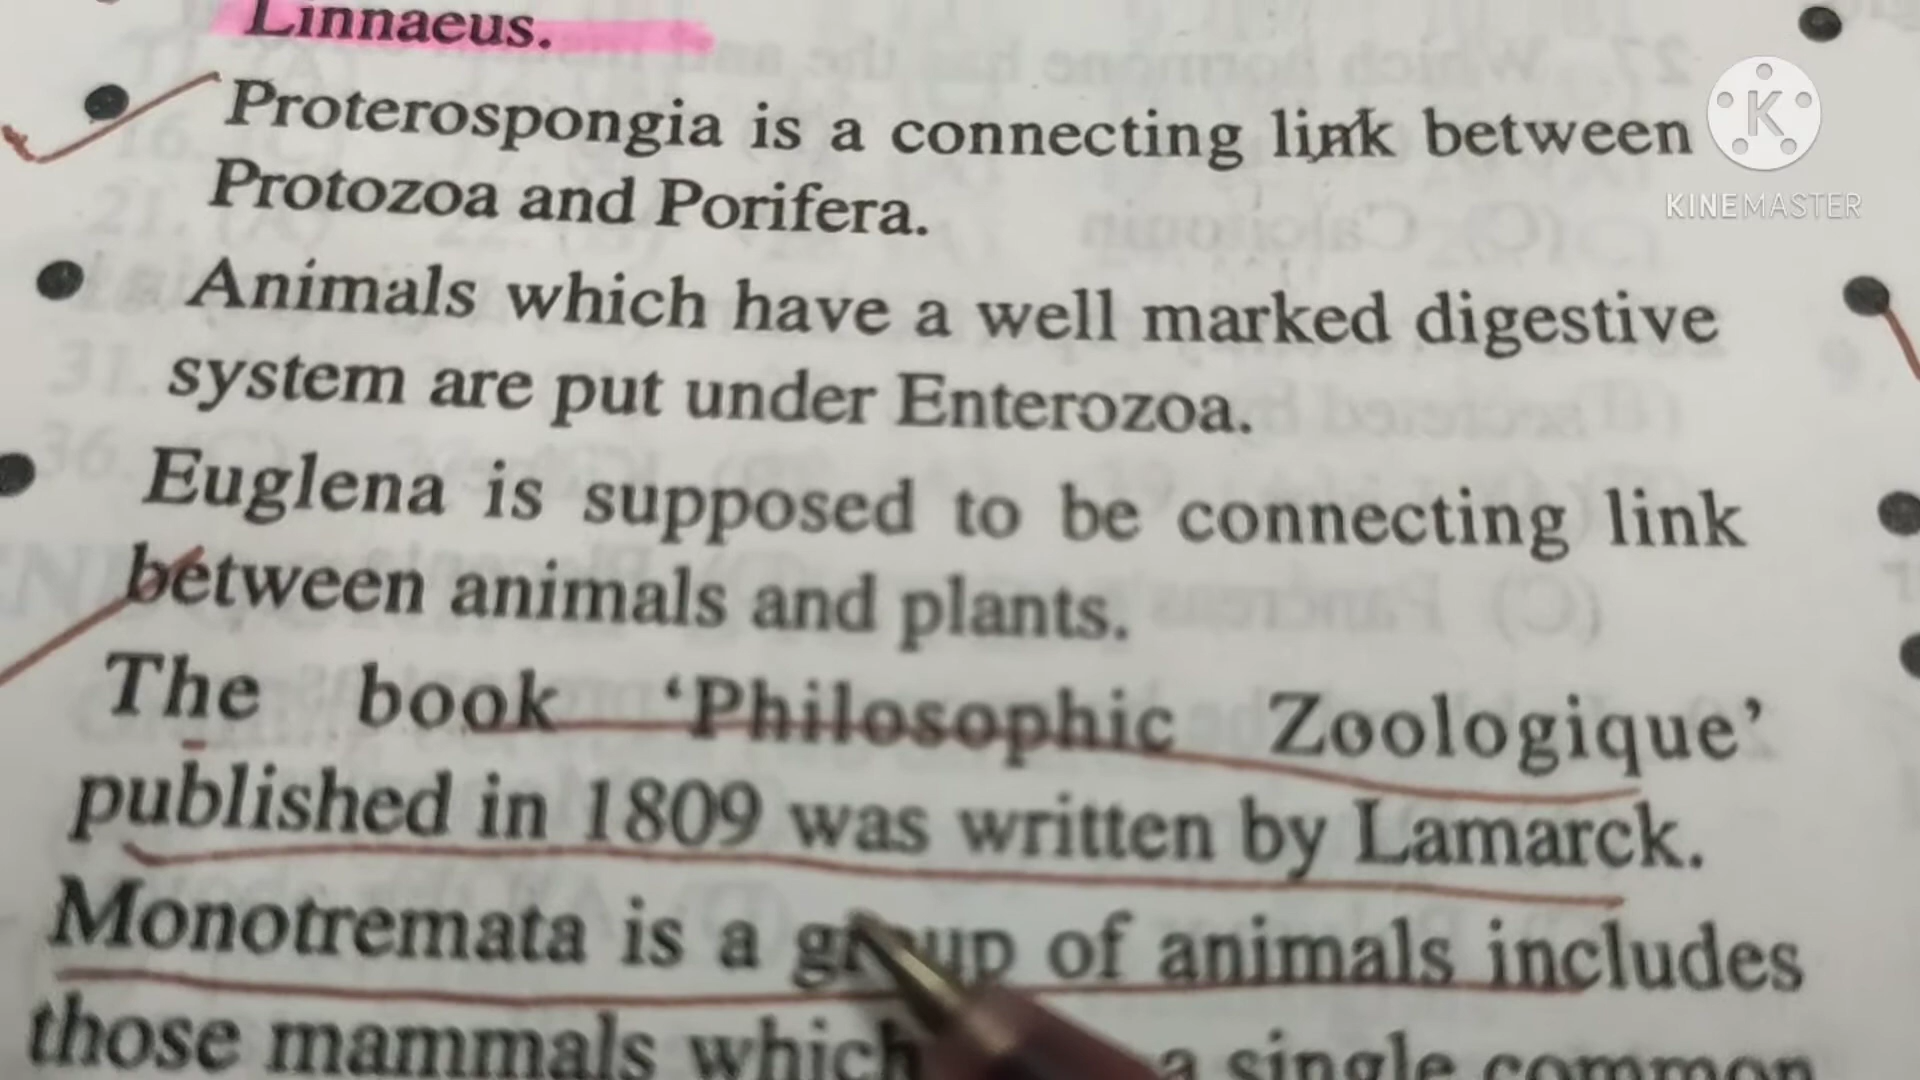 Linnaeus.
Proterospongia is a connecting link between
Protozoa and Porifera.
Animals which have a well marked digestive
system are put under Enterozoa.
Euglena is supposed to be connecting link
between animals and plants.
The book ‘Philosophic Zoologique’
published in 1809 was written by Lamarck.
Monotremata is a group of animals includes
those mammals which a single common
K
KINEMASTER